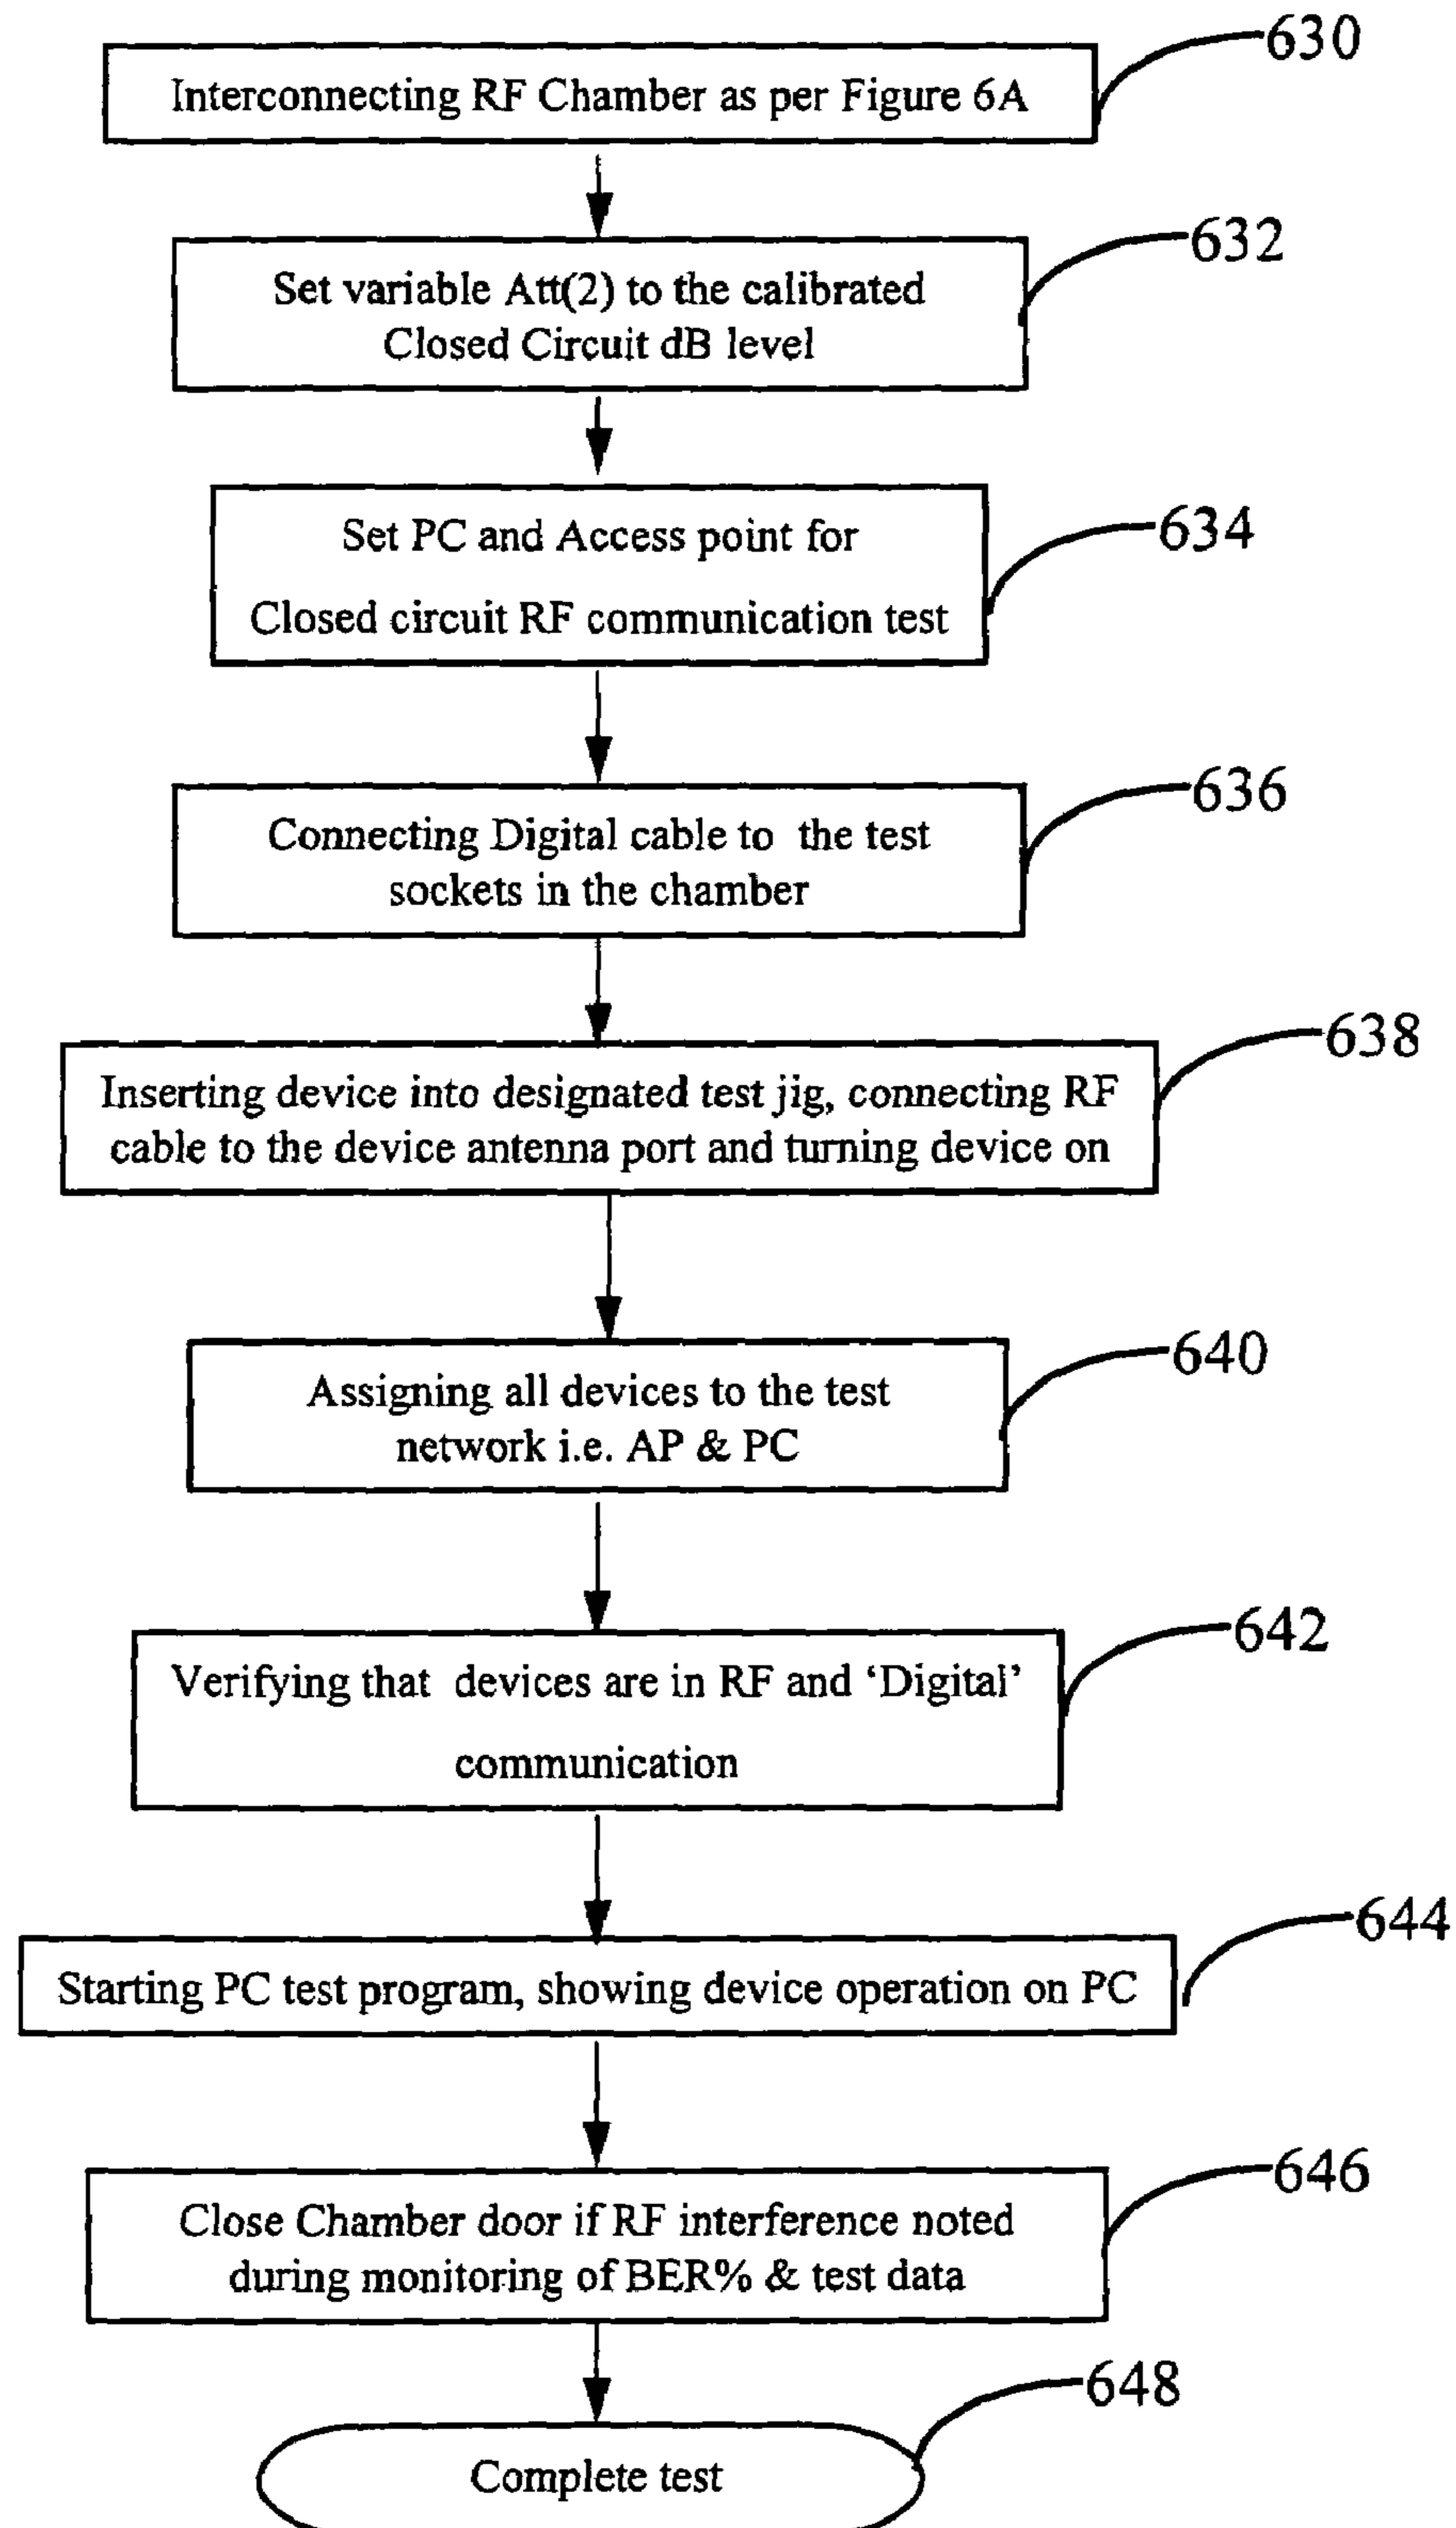 630
Interconnecting RF Chamber as per Figure 6A
632
Set variable Att(2) to the calibrated
Closed Circuit dB level
634
Set PC and Access point for
Closed circuit RF communication test
636
Connecting Digital cable to the test
sockets in the chamber
638
Inserting device into designated test jig, connecting RF
cable to the device antenna port and turning device on
640
Assigning all devices to the test
network i.e. AP & PC
642
Verifying that devices are in RF and ‘Digital’
communication
644
Starting PC test program, showing device operation on PC
646
Close Chamber door if RF interference noted
during monitoring of BER% & test data
648
Complete test